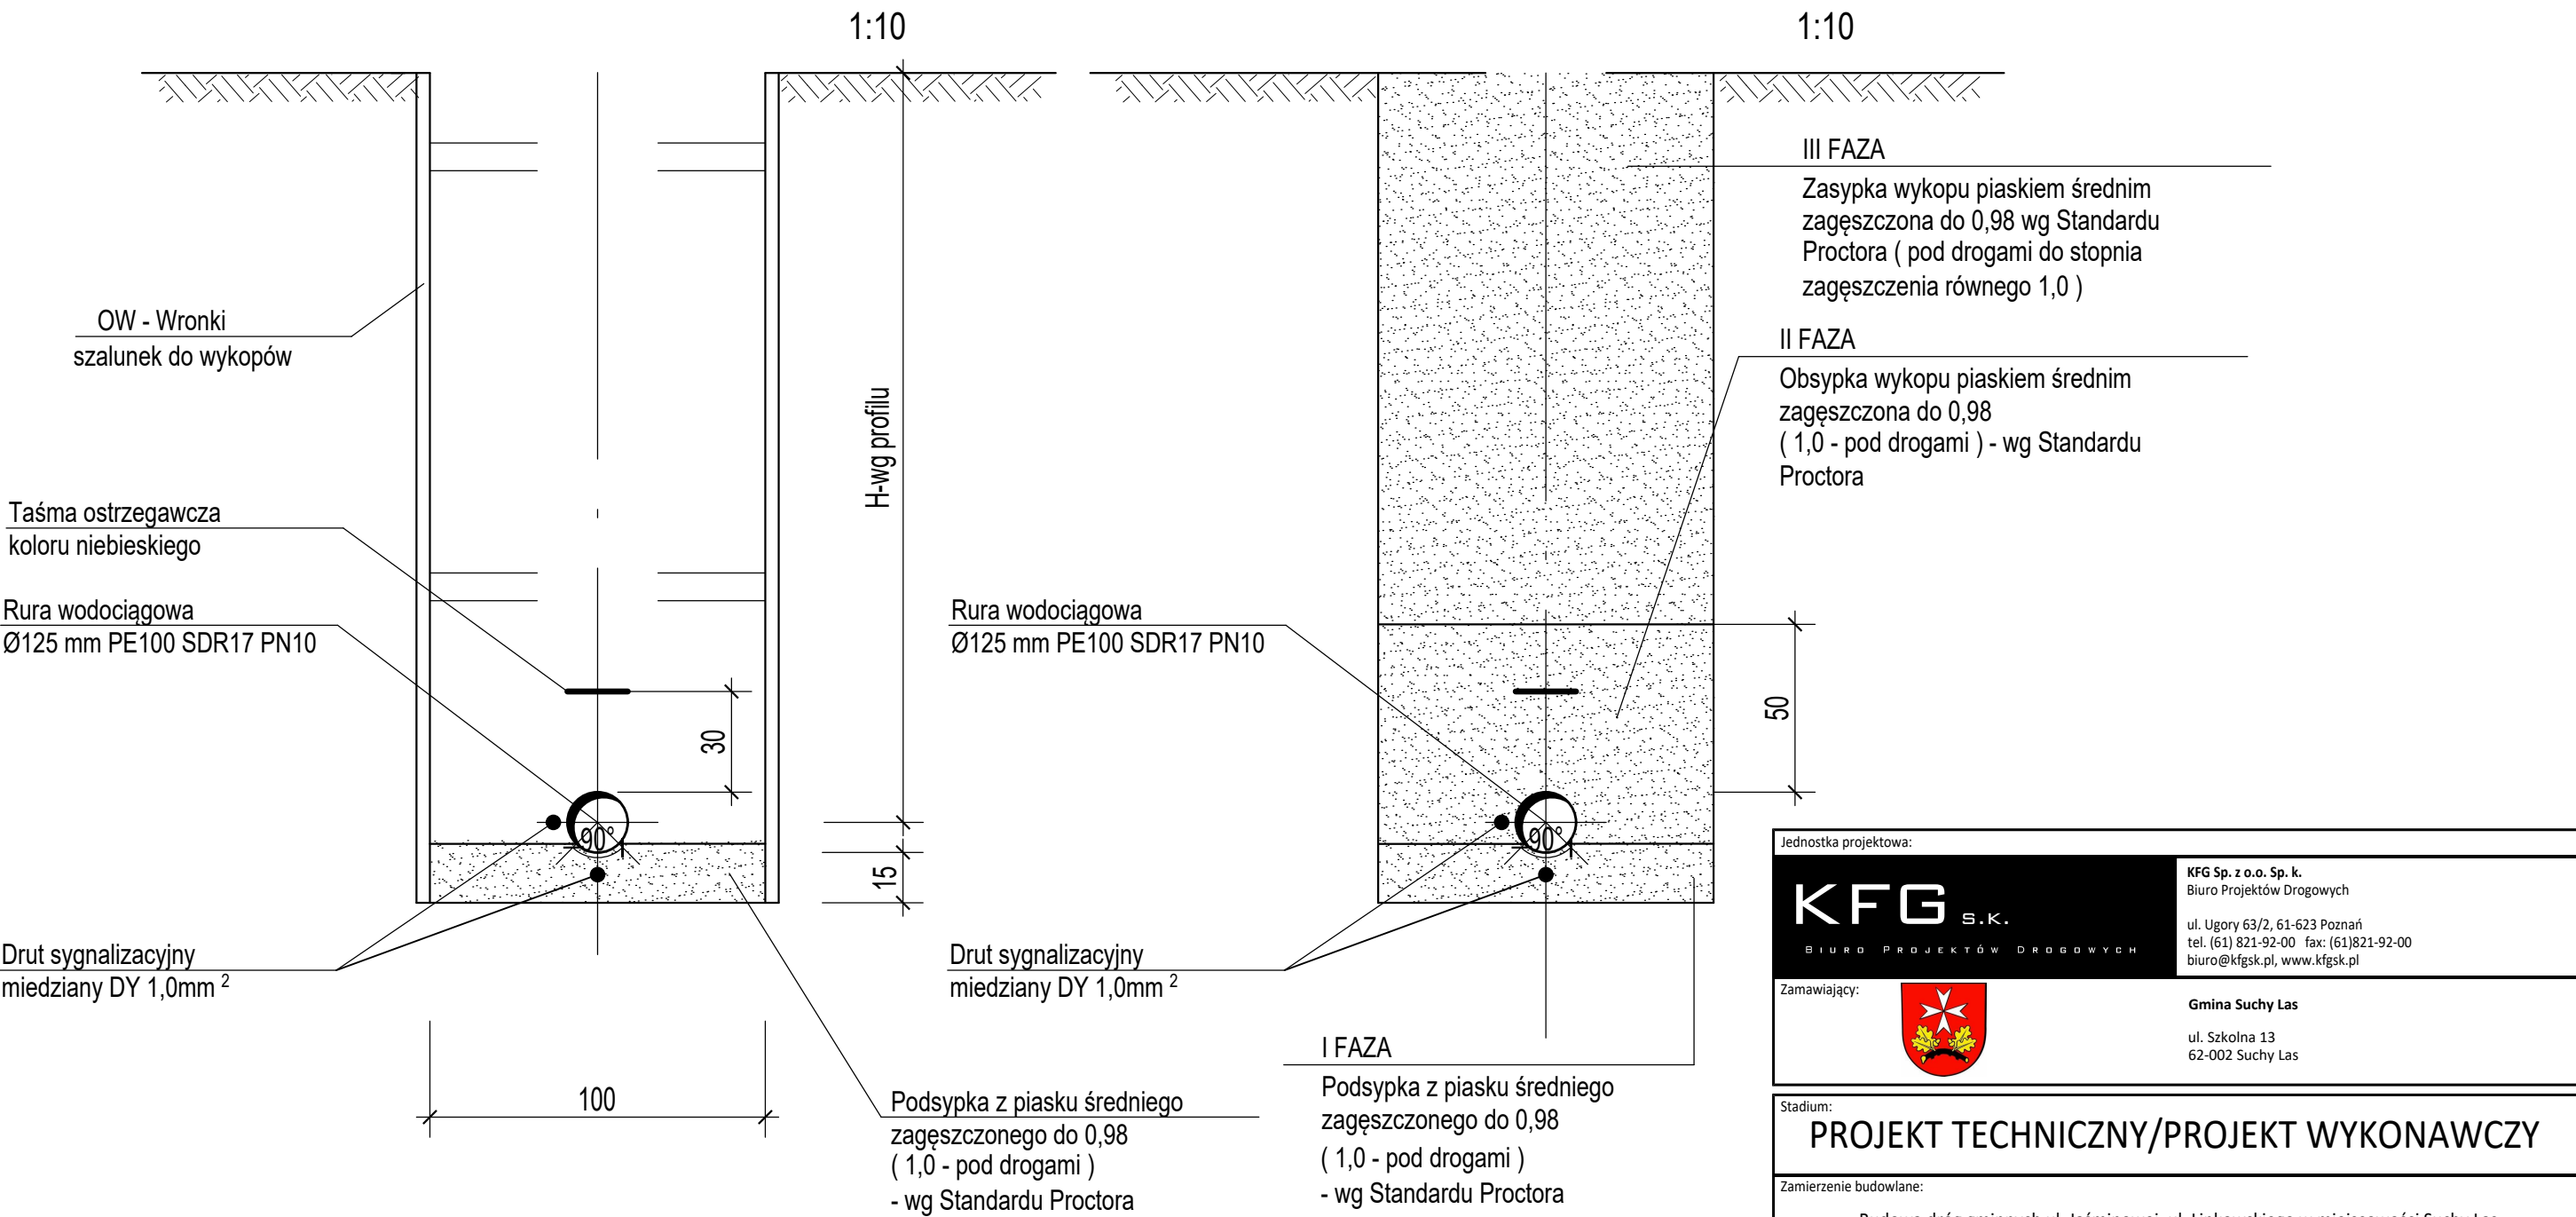 1:10
1:10
OW - Wronki
szalunek do wykopów
Taśma ostrzegawcza
koloru niebieskiego
Rura wodociągowa
Ø125 mm PE100 SDR17 PN10
Drut sygnalizacyjny
miedziany DY 1,0mm ²
H-wg profilu
30
90°
15
100
Podsypka z piasku średniego
zagęszczonego do 0,98
( 1,0 - pod drogami )
- wg Standardu Proctora
Rura wodociągowa
Ø125 mm PE100 SDR17 PN10
Drut sygnalizacyjny
miedziany DY 1,0mm ²
90°
50
I FAZA
Podsypka z piasku średniego
zagęszczonego do 0,98
( 1,0 - pod drogami )
- wg Standardu Proctora
III FAZA
Zasypka wykopu piaskiem średnim
zagęszczona do 0,98 wg Standardu
Proctora ( pod drogami do stopnia
zagęszczenia równego 1,0 )
II FAZA
Obsypka wykopu piaskiem średnim
zagęszczona do 0,98
( 1,0 - pod drogami ) - wg Standardu
Proctora
Jednostka projektowa:
KFG S.K.
BIURO PROJEKTÓW DROGOWYCH
KFG Sp. z o.o. Sp. k.
Biuro Projektów Drogowych
ul. Ugory 63/2, 61-623 Poznań
tel. (61) 821-92-00 fax: (61)821-92-00
biuro@kfgsk.pl, www.kfgsk.pl
Zamawiający:
Gmina Suchy Las
ul. Szkolna 13
62-002 Suchy Las
Stadium:
PROJEKT TECHNICZNY/PROJEKT WYKONAWCZY
Zamierzenie budowlane: